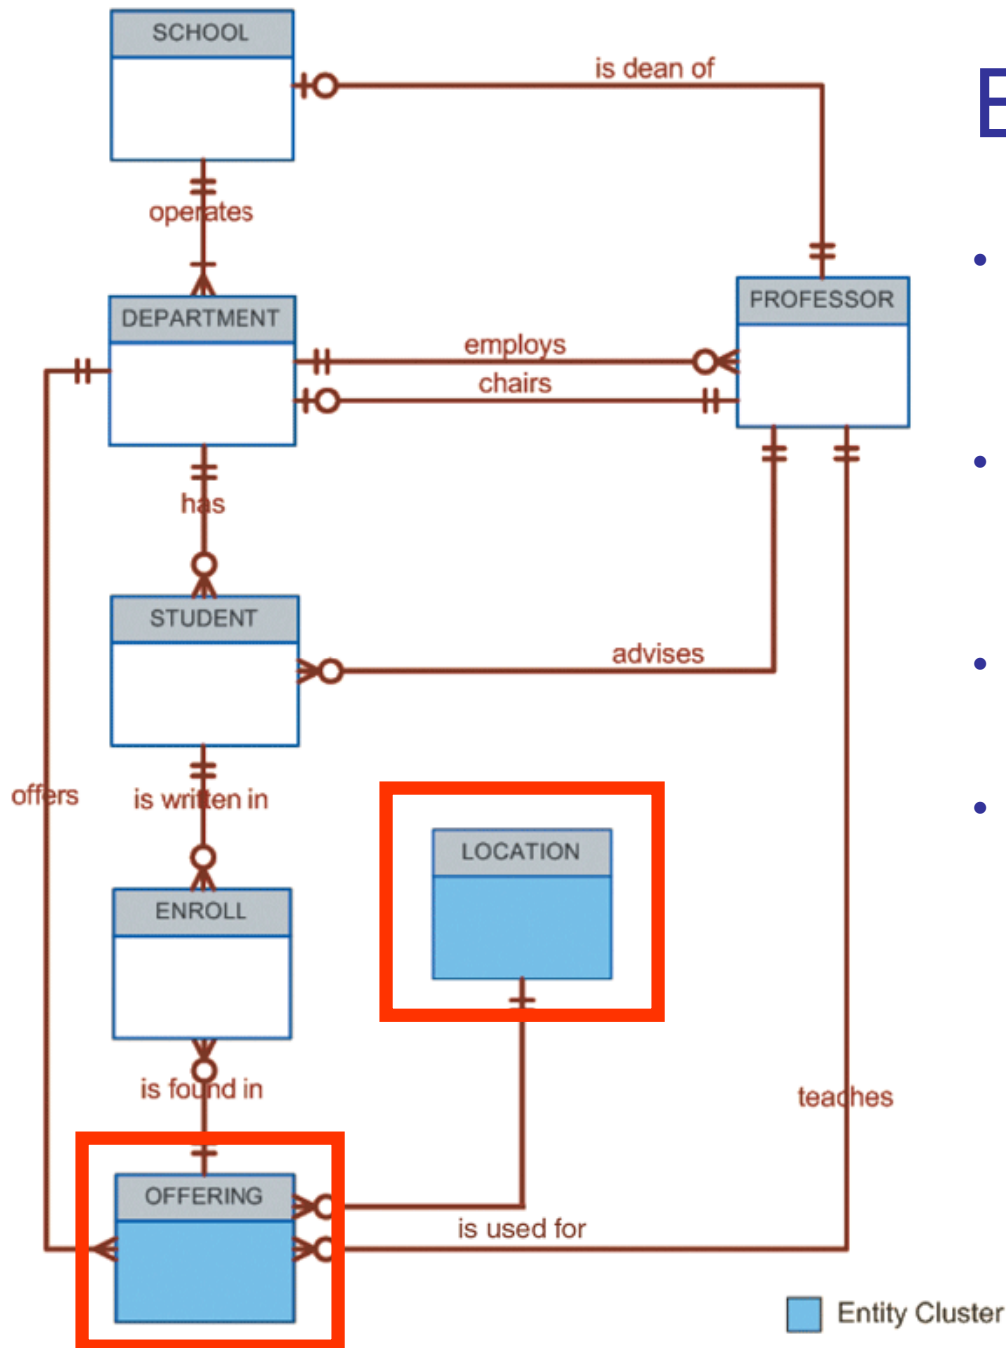 SCHOOL
is dean of
E
operates
DEPARTMENT
PROFESSOR
employs
chairs
has
STUDENT
advises
offers
is written in
LOCATION
ENROLL
is found in
teaches
OFFERING
is used for
Entity Cluster